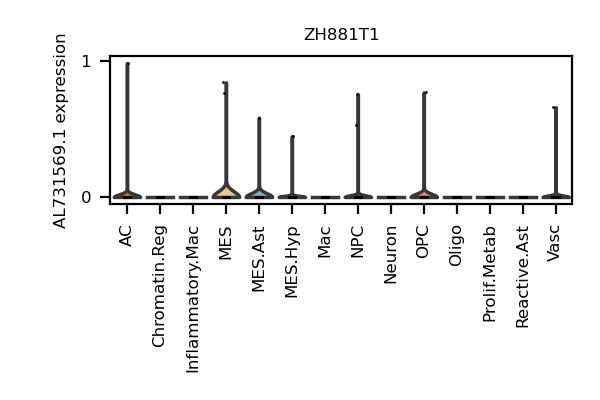 ZH881T1
AL731569.1 expression
1
0
AC
Chromatin.Reg
Inflammatory.Mac
MES
MES.Ast
MES.Hyp
Mac
NPC
Neuron
OPC
Oligo
Prolif.Metab
Reactive.Ast
Vasc